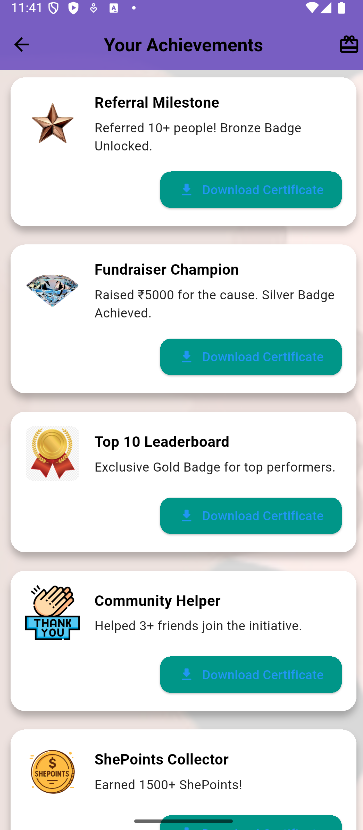 11:41
Your Achievements
Referral Milestone
Referred 10+ people! Bronze Badge
Unlocked.
Download Certificate
Fundraiser Champion
Raised ₹5000 for the cause. Silver Badge
Achieved.
Download Certificate
Top 10 Leaderboard
Exclusive Gold Badge for top performers.
Download Certificate
THANK
YOU
Community Helper
Helped 3+ friends join the initiative.
Download Certificate
SHEPOINTS
ShePoints Collector
Earned 1500+ ShePoints!